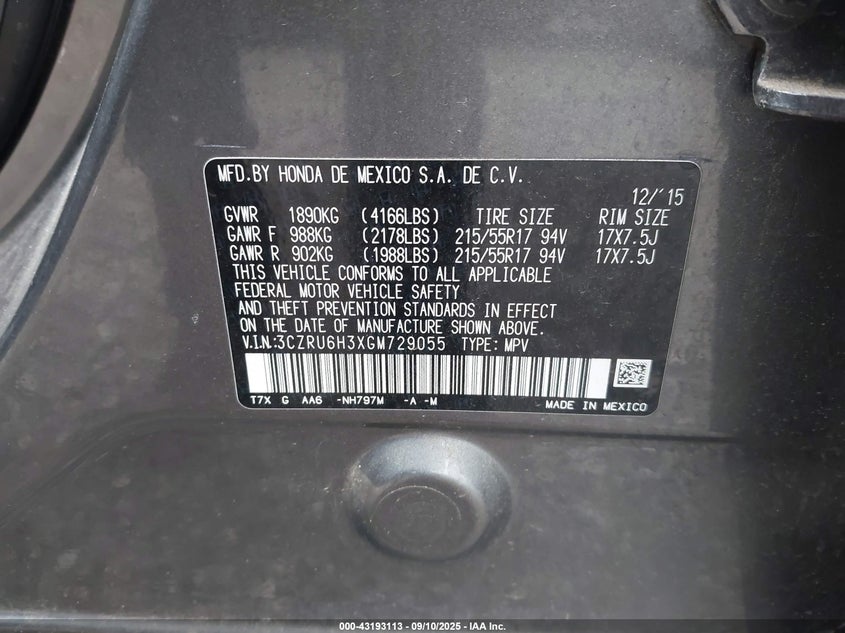 MFD.BY HONDA DE MEXICO S.A. DE C.V.
12/'15
GVWR 1890KG (4166LBS) TIRE SIZE RIM SIZE
GAWR F 988KG (2178LBS) 215/55R17 94V 17X7.5J
GAWR R 902KG (1988LBS) 215/55R17 94V 17X7.5J
THIS VEHICLE CONFORMS TO ALL APPLICABLE
FEDERAL MOTOR VEHICLE SAFETY
AND THEFT PREVENTION STANDARDS IN EFFECT
ON THE DATE OF MANUFACTURE SHOWN ABOVE.
V.I.N.:3CZRU6H3XGM729055 TYPE: MPV
T7X G AA6 -NH797M -A -M MADE IN MEXICO
000-43193113 - 09/10/2025 - IAA Inc.